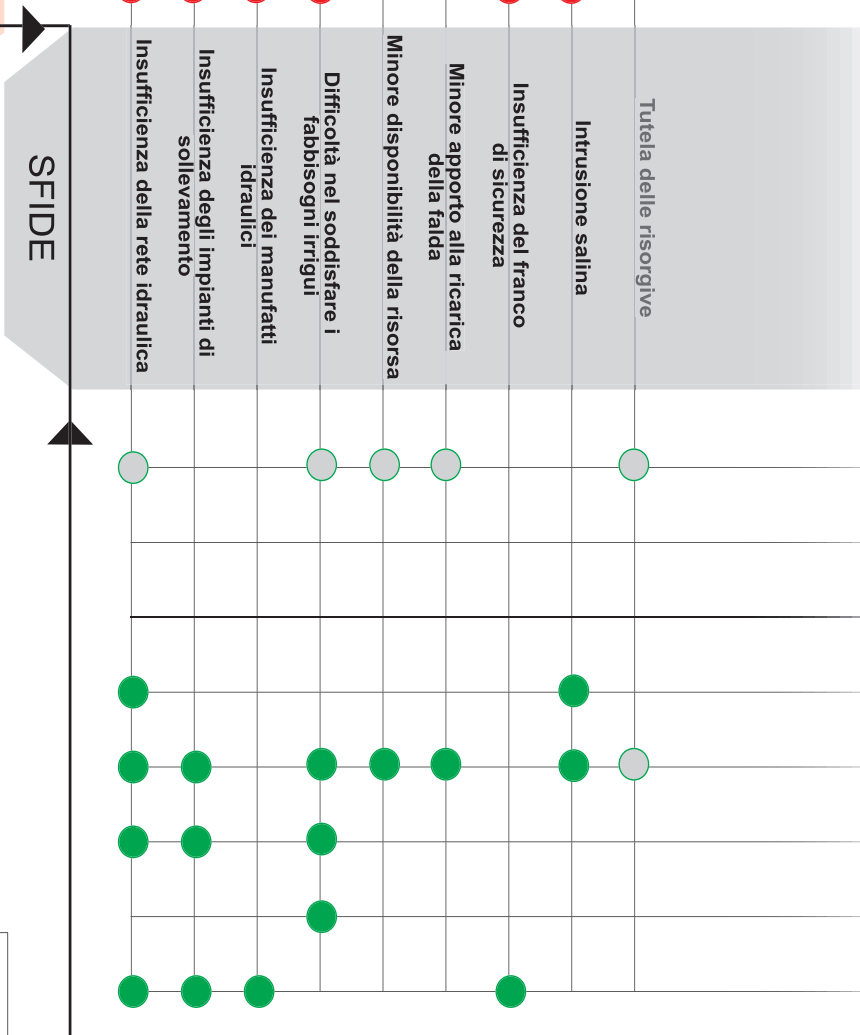 SFIDE
Insufficienza della rete idraulica
Insufficienza degli impianti di
sollevamento
Insufficienza dei manufatti
idraulici
Difficoltà nel soddisfare i
fabbisogni irrigui
Minore disponibilità della risorsa
Minore apporto alla ricarica
della falda
Insufficienza del franco
di sicurezza
Intrusione salina
Tutela delle risorgive